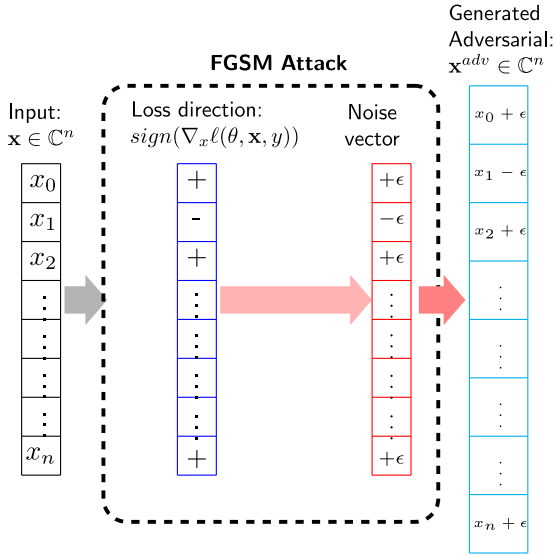 Generated
Adversarial:
𝐱^{adv} ∈ ℂⁿ
FGSM Attack
Input:
𝐱 ∈ ℂⁿ
Loss direction:
sign(∇ₓℓ(θ, 𝐱, y))
Noise
vector
x₀
x₁
x₂
⋮
⋮
⋮
⋮
xₙ
+
-
+
⋮
⋮
⋮
⋮
+
+ϵ
−ϵ
+ϵ
⋮
⋮
⋮
⋮
+ϵ
x₀ + ϵ
x₁ − ϵ
x₂ + ϵ
⋮
⋮
⋮
⋮
xₙ + ϵ